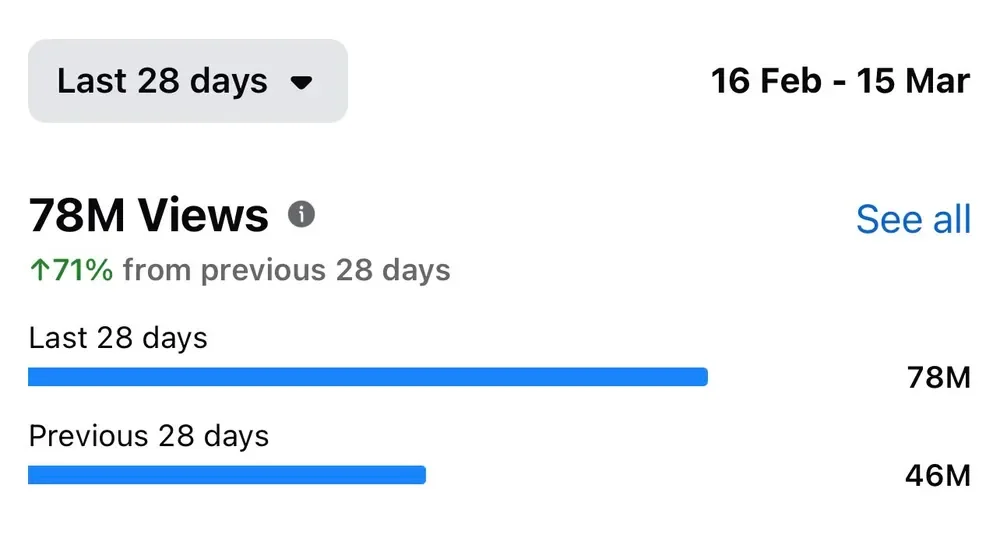 Last 28 days
16 Feb - 15 Mar
78M Views
See all
↑71% from previous 28 days
Last 28 days
78M
Previous 28 days
46M